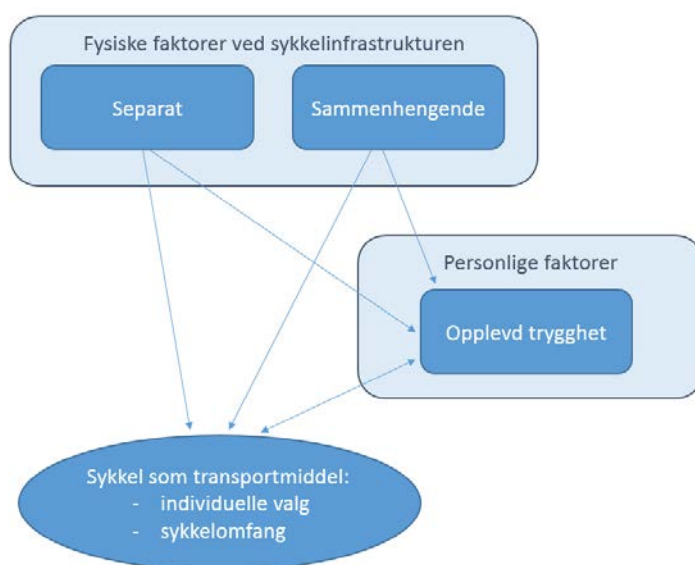 Fysiske faktorer ved sykkelinfrastrukturen
Separat
Sammenhengende
Personlige faktorer
Opplevd trygghet
Sykkel som transportmiddel:
- individuelle valg
- sykkelomfang